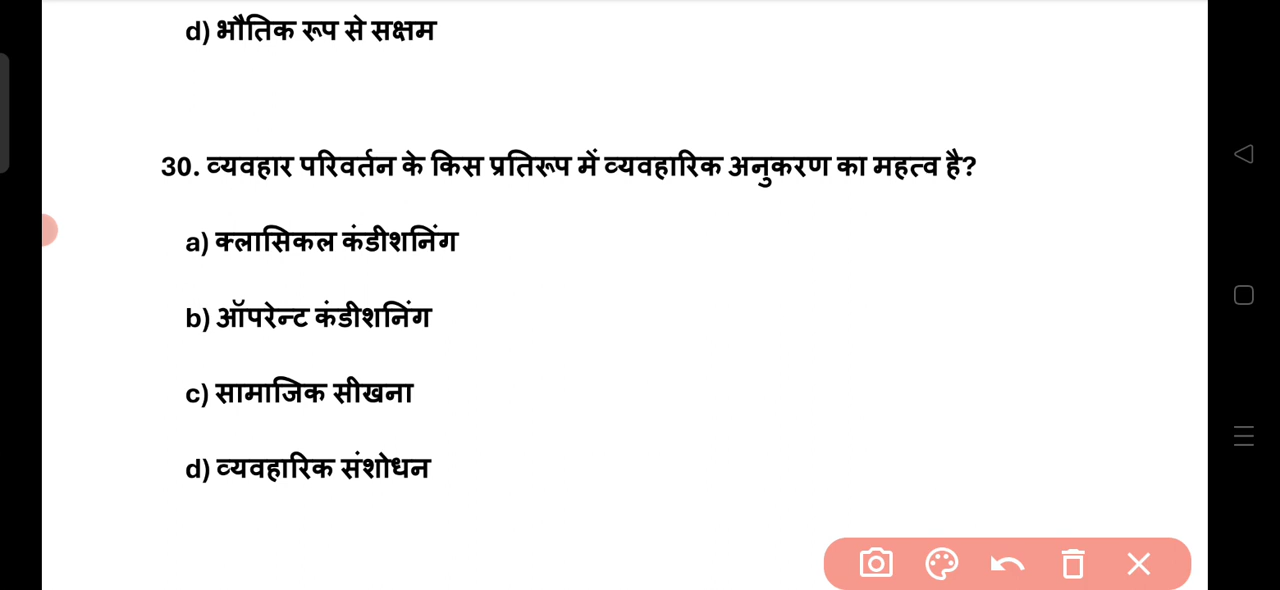 d) भौतिक रूप से सक्षम
30. व्यवहार परिवर्तन के किस प्रतिरूप में व्यवहारिक अनुकरण का महत्व है?
a) क्लासिकल कंडीशनिंग
b) ऑपरेन्ट कंडीशनिंग
c) सामाजिक सीखना
d) व्यवहारिक संशोधन